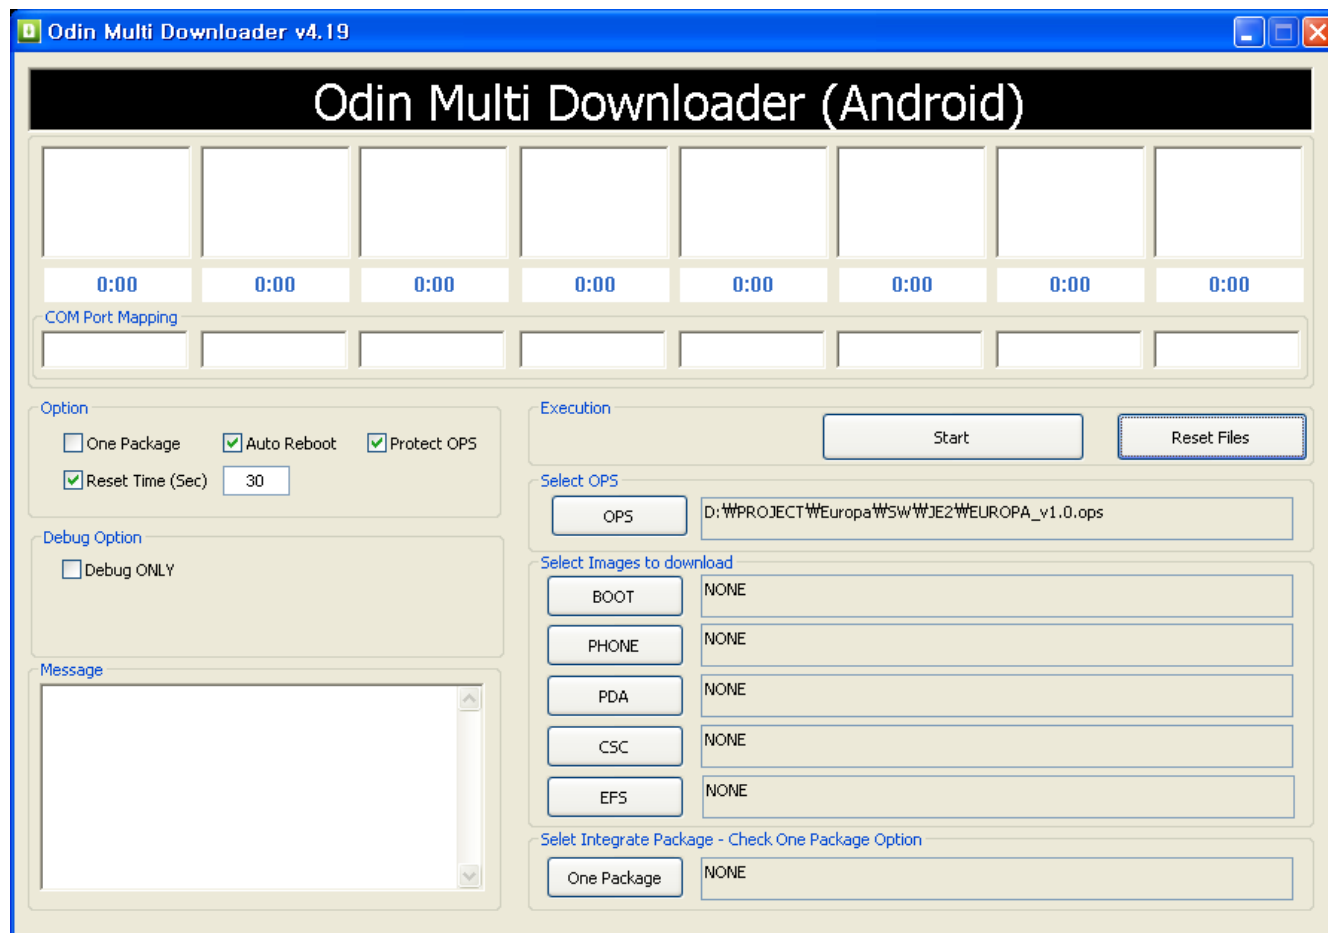 Odin Multi Downloader v4.19
Odin Multi Downloader (Android)
0:00 0:00 0:00 0:00 0:00 0:00 0:00 0:00
COM Port Mapping
Option
One Package Auto Reboot Protect OPS
Reset Time (Sec) 30
Debug Option
Debug ONLY
Message
Execution
Start Reset Files
Select OPS
OPS D:₩PROJECT₩Europa₩SW₩JE2₩EUROPA_v1.0.ops
Select Images to download
BOOT NONE
PHONE NONE
PDA NONE
CSC NONE
EFS NONE
Selet Integrate Package - Check One Package Option
One Package NONE